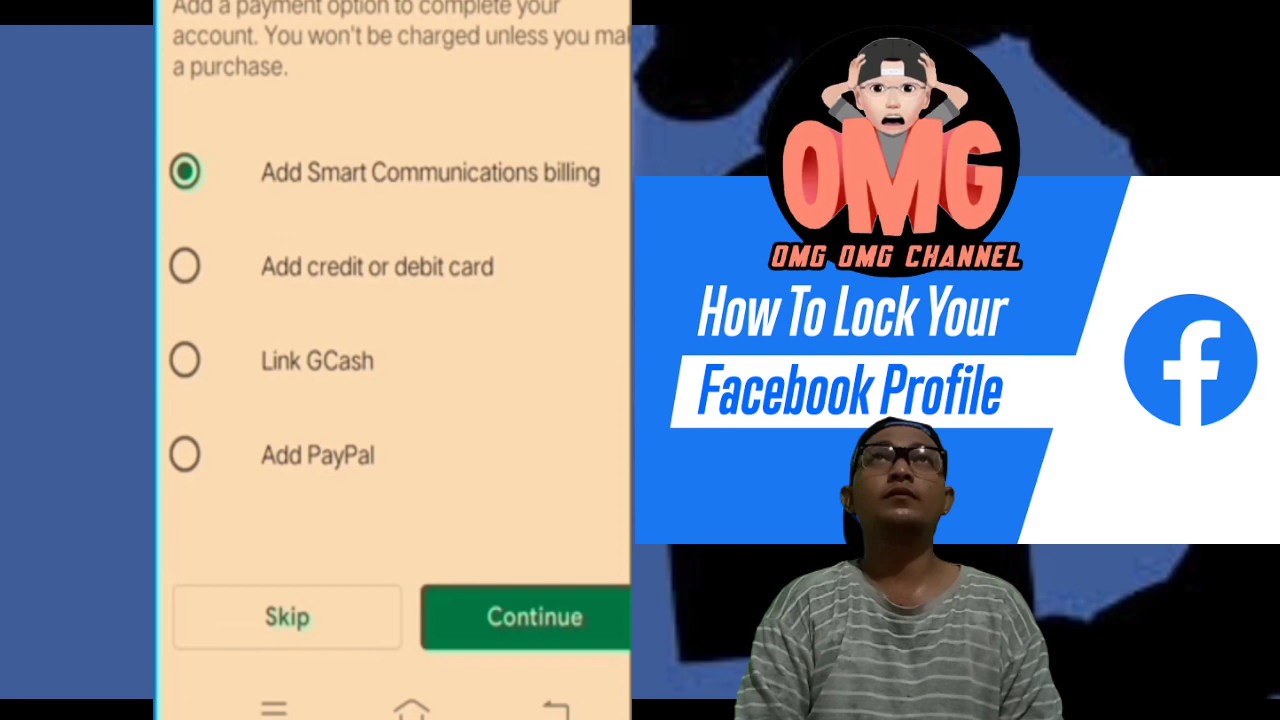 Add a payment option to complete your
account. You won't be charged unless you mak
a purchase.
Add Smart Communications billing
Add credit or debit card
Link GCash
Add PayPal
Skip
Continue
OMG
OMG OMG CHANNEL
How To Lock Your
Facebook Profile
f